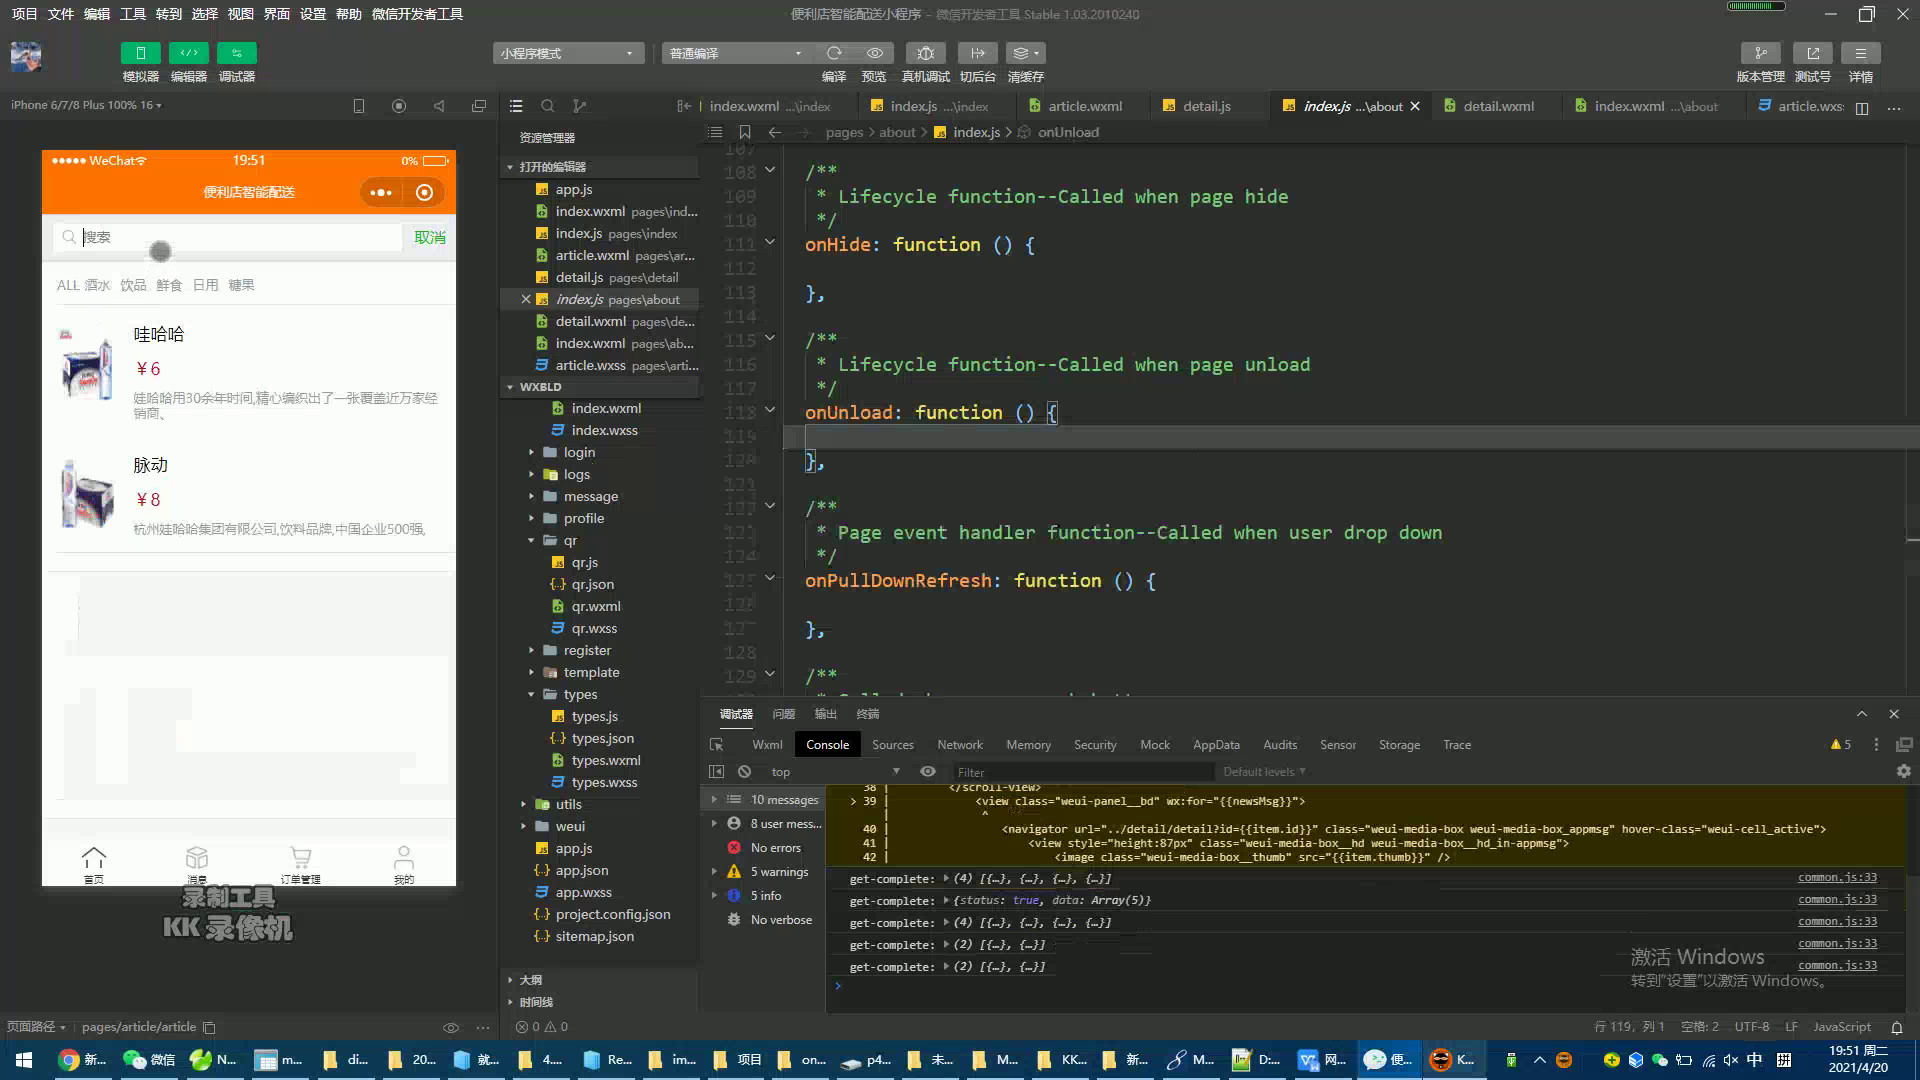 项目 文件 编辑 工具 转到 选择 视图 界面 设置 帮助 微信开发者工具
便利店智能配送小程序 - 微信开发者工具 Stable 1.03.2010240
小程序模式
普通编译
模拟器 编辑器 调试器
编译 预览 真机调试 切后台 清缓存
版本管理 测试号 详情
iPhone 6/7/8 Plus 100% 16
index.wxml ...\index
index.js ...\index
article.wxml
detail.js
index.js ...\about
detail.wxml
index.wxml ...\about
article.wxs
pages > about > index.js > onUnload
资源管理器
打开的编辑器
app.js
index.wxml pages\ind...
index.js pages\index
article.wxml pages\ar...
detail.js pages\detail
index.js pages\about
detail.wxml pages\de...
index.wxml pages\ab...
article.wxss pages\arti...
WXBLD
index.wxml
index.wxss
login
logs
message
profile
qr
qr.js
qr.json
qr.wxml
qr.wxss
register
template
types
types.js
types.json
types.wxml
types.wxss
utils
weui
app.js
app.json
app.wxss
project.config.json
sitemap.json
大纲
时间线
WeChat
19:51
0%
便利店智能配送
搜索
取消
ALL 酒水 饮品 鲜食 日用 糖果
哇哈哈
￥6
娃哈哈用30余年时间,精心编织出了一张覆盖近万家经
销商、
脉动
￥8
杭州娃哈哈集团有限公司,饮料品牌,中国企业500强,
首页 消息 订单管理 我的
录制工具
KK 录像机
107
108 /**
109 * Lifecycle function--Called when page hide
110 */
111 onHide: function () {
112
113 },
114
115 /**
116 * Lifecycle function--Called when page unload
117 */
118 onUnload: function () {
119
120 },
121
122 /**
123 * Page event handler function--Called when user drop down
124 */
125 onPullDownRefresh: function () {
126
127 },
128
129 /**
调试器 问题 输出 终端
Wxml Console Sources Network Memory Security Mock AppData Audits Sensor Storage Trace
5
top
Filter
Default levels
10 messages
8 user mess...
No errors
5 warnings
5 info
No verbose
38 | </scroll-view>
> 39 | <view class="weui-panel__bd" wx:for="{{newsMsg}}">
| ^
40 | <navigator url="../detail/detail?id={{item.id}}" class="weui-media-box weui-media-box_appmsg" hover-class="weui-cell_active">
41 | <view style="height:87px" class="weui-media-box__hd weui-media-box__hd_in-appmsg">
42 | <image class="weui-media-box__thumb" src="{{item.thumb}}" />
get-complete: (4) [{…}, {…}, {…}, {…}] common.js:33
get-complete: {status: true, data: Array(5)} common.js:33
get-complete: (4) [{…}, {…}, {…}, {…}] common.js:33
get-complete: (2) [{…}, {…}] common.js:33
get-complete: (2) [{…}, {…}] common.js:33
激活 Windows
转到"设置"以激活 Windows。
页面路径 pages/article/article
0 0
行 119, 列 1 空格: 2 UTF-8 LF JavaScript
新... 微信 N... m... di... 20... 就... 4.... Re... im... 项目 on... p4... 未... M... KK... 新... M... D:... 网... 便... K...
中
拼
19:51 周二
2021/4/20